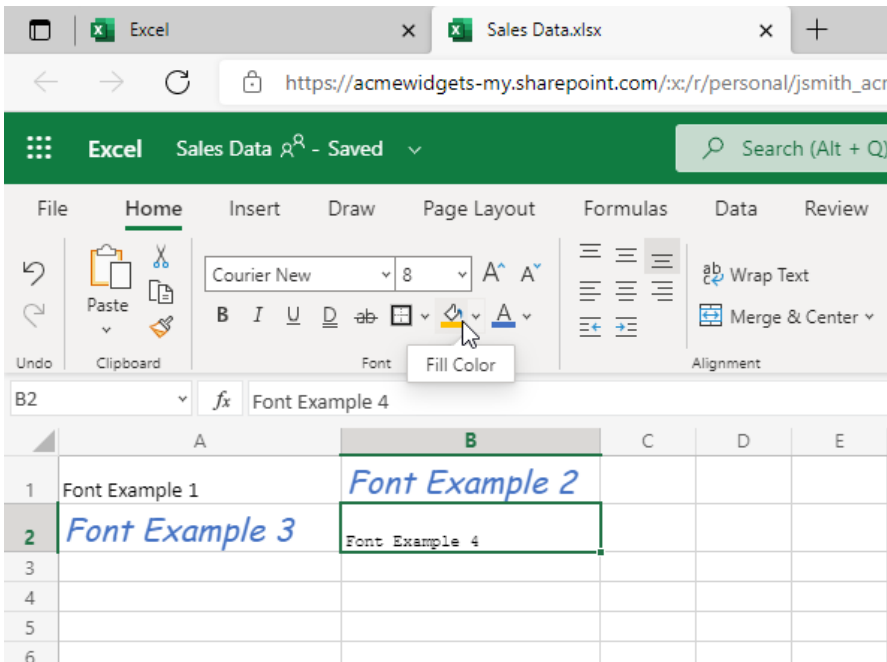 Excel
Sales Data.xlsx
https://acmewidgets-my.sharepoint.com/:x:/r/personal/jsmith_acr
Excel Sales Data - Saved
Search (Alt + Q)
File Home Insert Draw Page Layout Formulas Data Review
Courier New 8 A A
ab Wrap Text
Paste
B I U D ab A
Merge & Center
Undo Clipboard Font Alignment
Fill Color
B2 fx Font Example 4
A B C D E
1 Font Example 1 Font Example 2
2 Font Example 3 Font Example 4
3
4
5
6